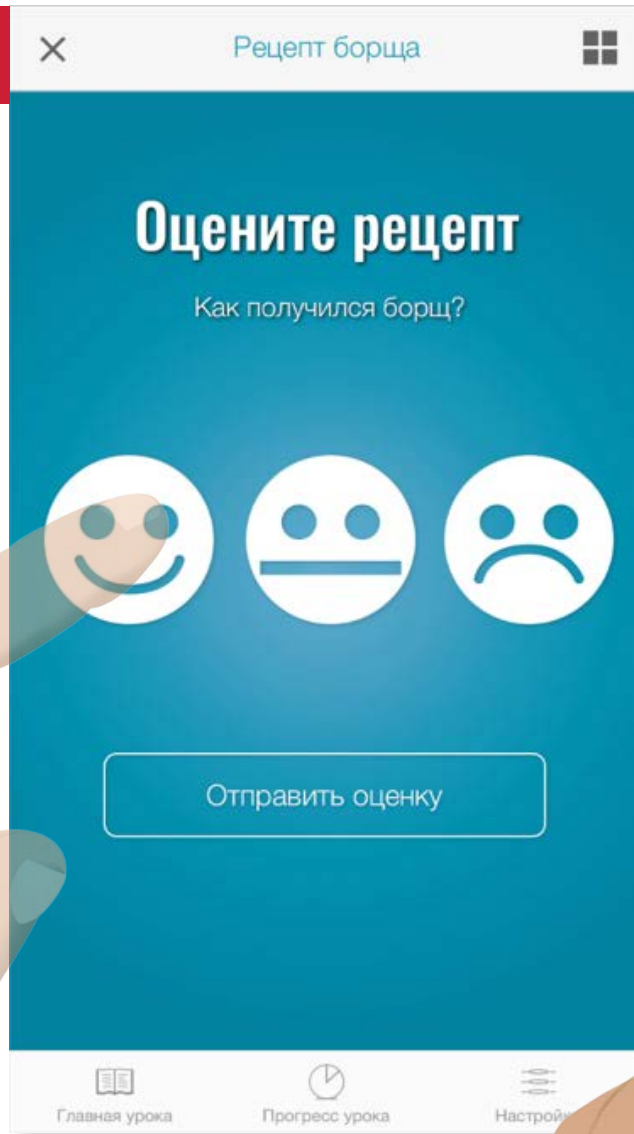 Рецепт борща
Оцените рецепт
Как получился борщ?
Отправить оценку
Главная урока
Прогресс урока